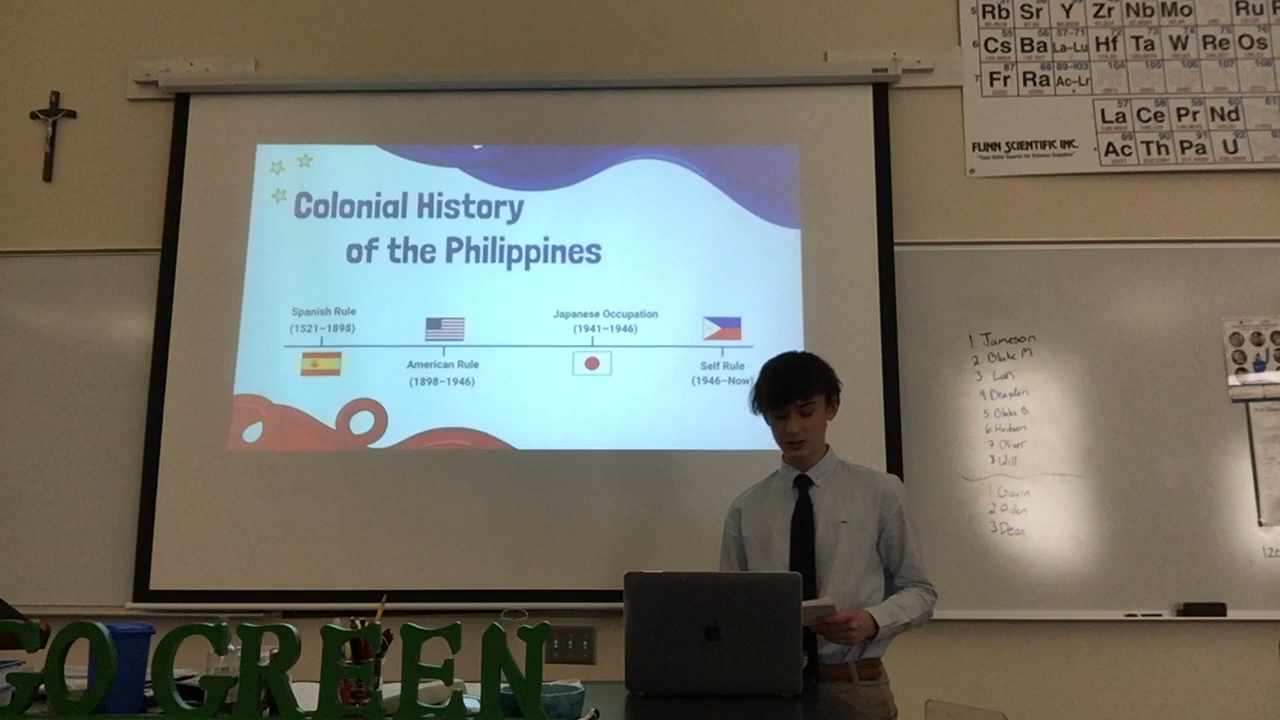 Colonial History
of the Philippines
Spanish Rule
(1521–1898)
American Rule
(1898–1946)
Japanese Occupation
(1941–1946)
Self Rule
(1946–Now)
Rb Sr Y Zr Nb Mo Ru
Cs Ba La-Lu Hf Ta W Re Os
Fr Ra Ac-Lr
La Ce Pr Nd
Ac Th Pa U
FLINN SCIENTIFIC INC.
1. Jameson
2 Blake M.
3 Lars
4 Brayden
5. Blake B.
6. Hudson
7 Oliver
8 Will
1 Gavin
2 Aiden
3 Dean
GO GREEN